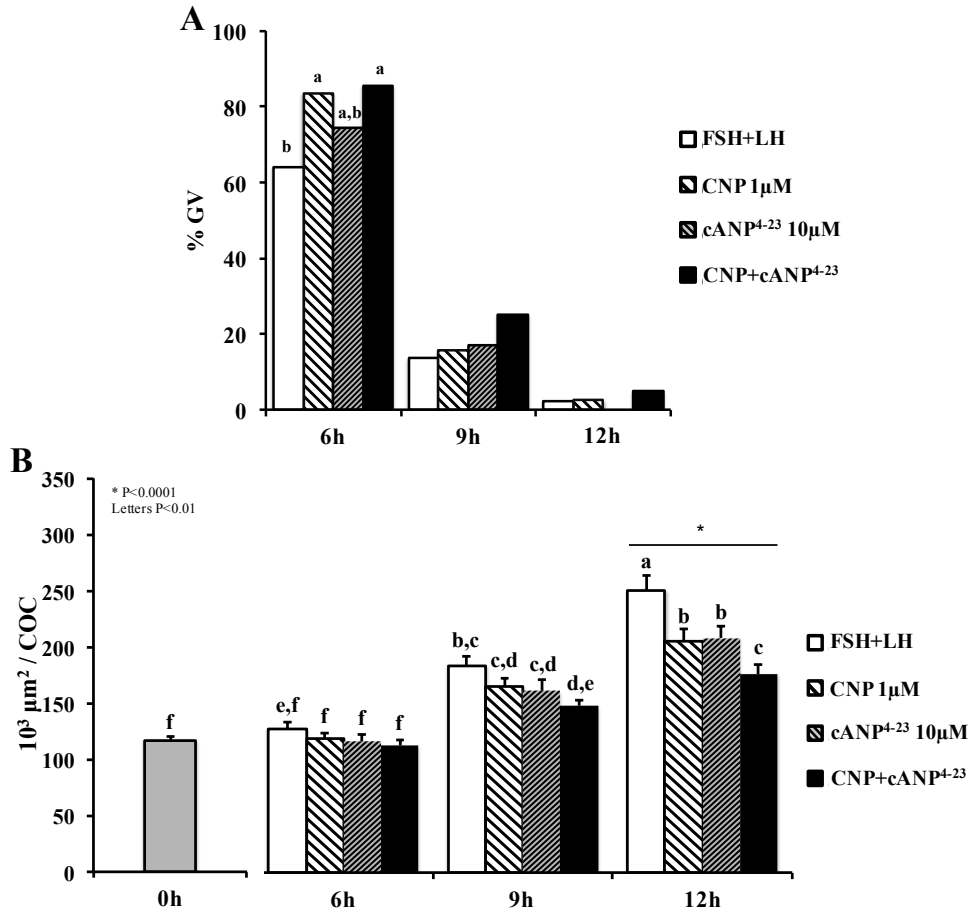 A
100
80
60
40
20
0
% GV
b
a
a,b
a
6h
9h
12h
FSH+LH
CNP 1µM
cANP⁴⁻²³ 10µM
CNP+cANP⁴⁻²³
B
350
300
250
200
150
100
50
0
10³ µm² / COC
* P<0.0001
Letters P<0.01
f
e,f
f
f
f
b,c
c,d
c,d
d,e
*
a
b
b
c
0h
6h
9h
12h
FSH+LH
CNP 1µM
cANP⁴⁻²³ 10µM
CNP+cANP⁴⁻²³